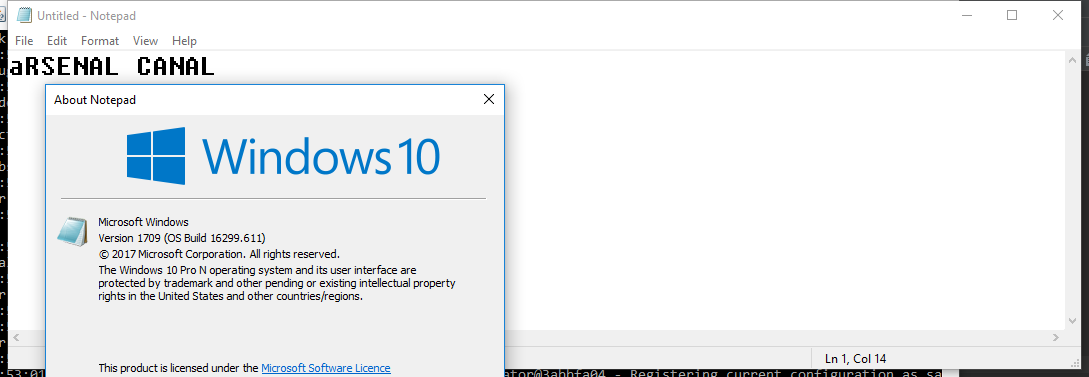 Untitled - Notepad
File Edit Format View Help
aRSENAL CANAL
About Notepad
Windows 10
Microsoft Windows
Version 1709 (OS Build 16299.611)
© 2017 Microsoft Corporation. All rights reserved.
The Windows 10 Pro N operating system and its user interface are
protected by trademark and other pending or existing intellectual property
rights in the United States and other countries/regions.
This product is licensed under the Microsoft Software Licence
Ln 1, Col 14
- Registering current configuration as